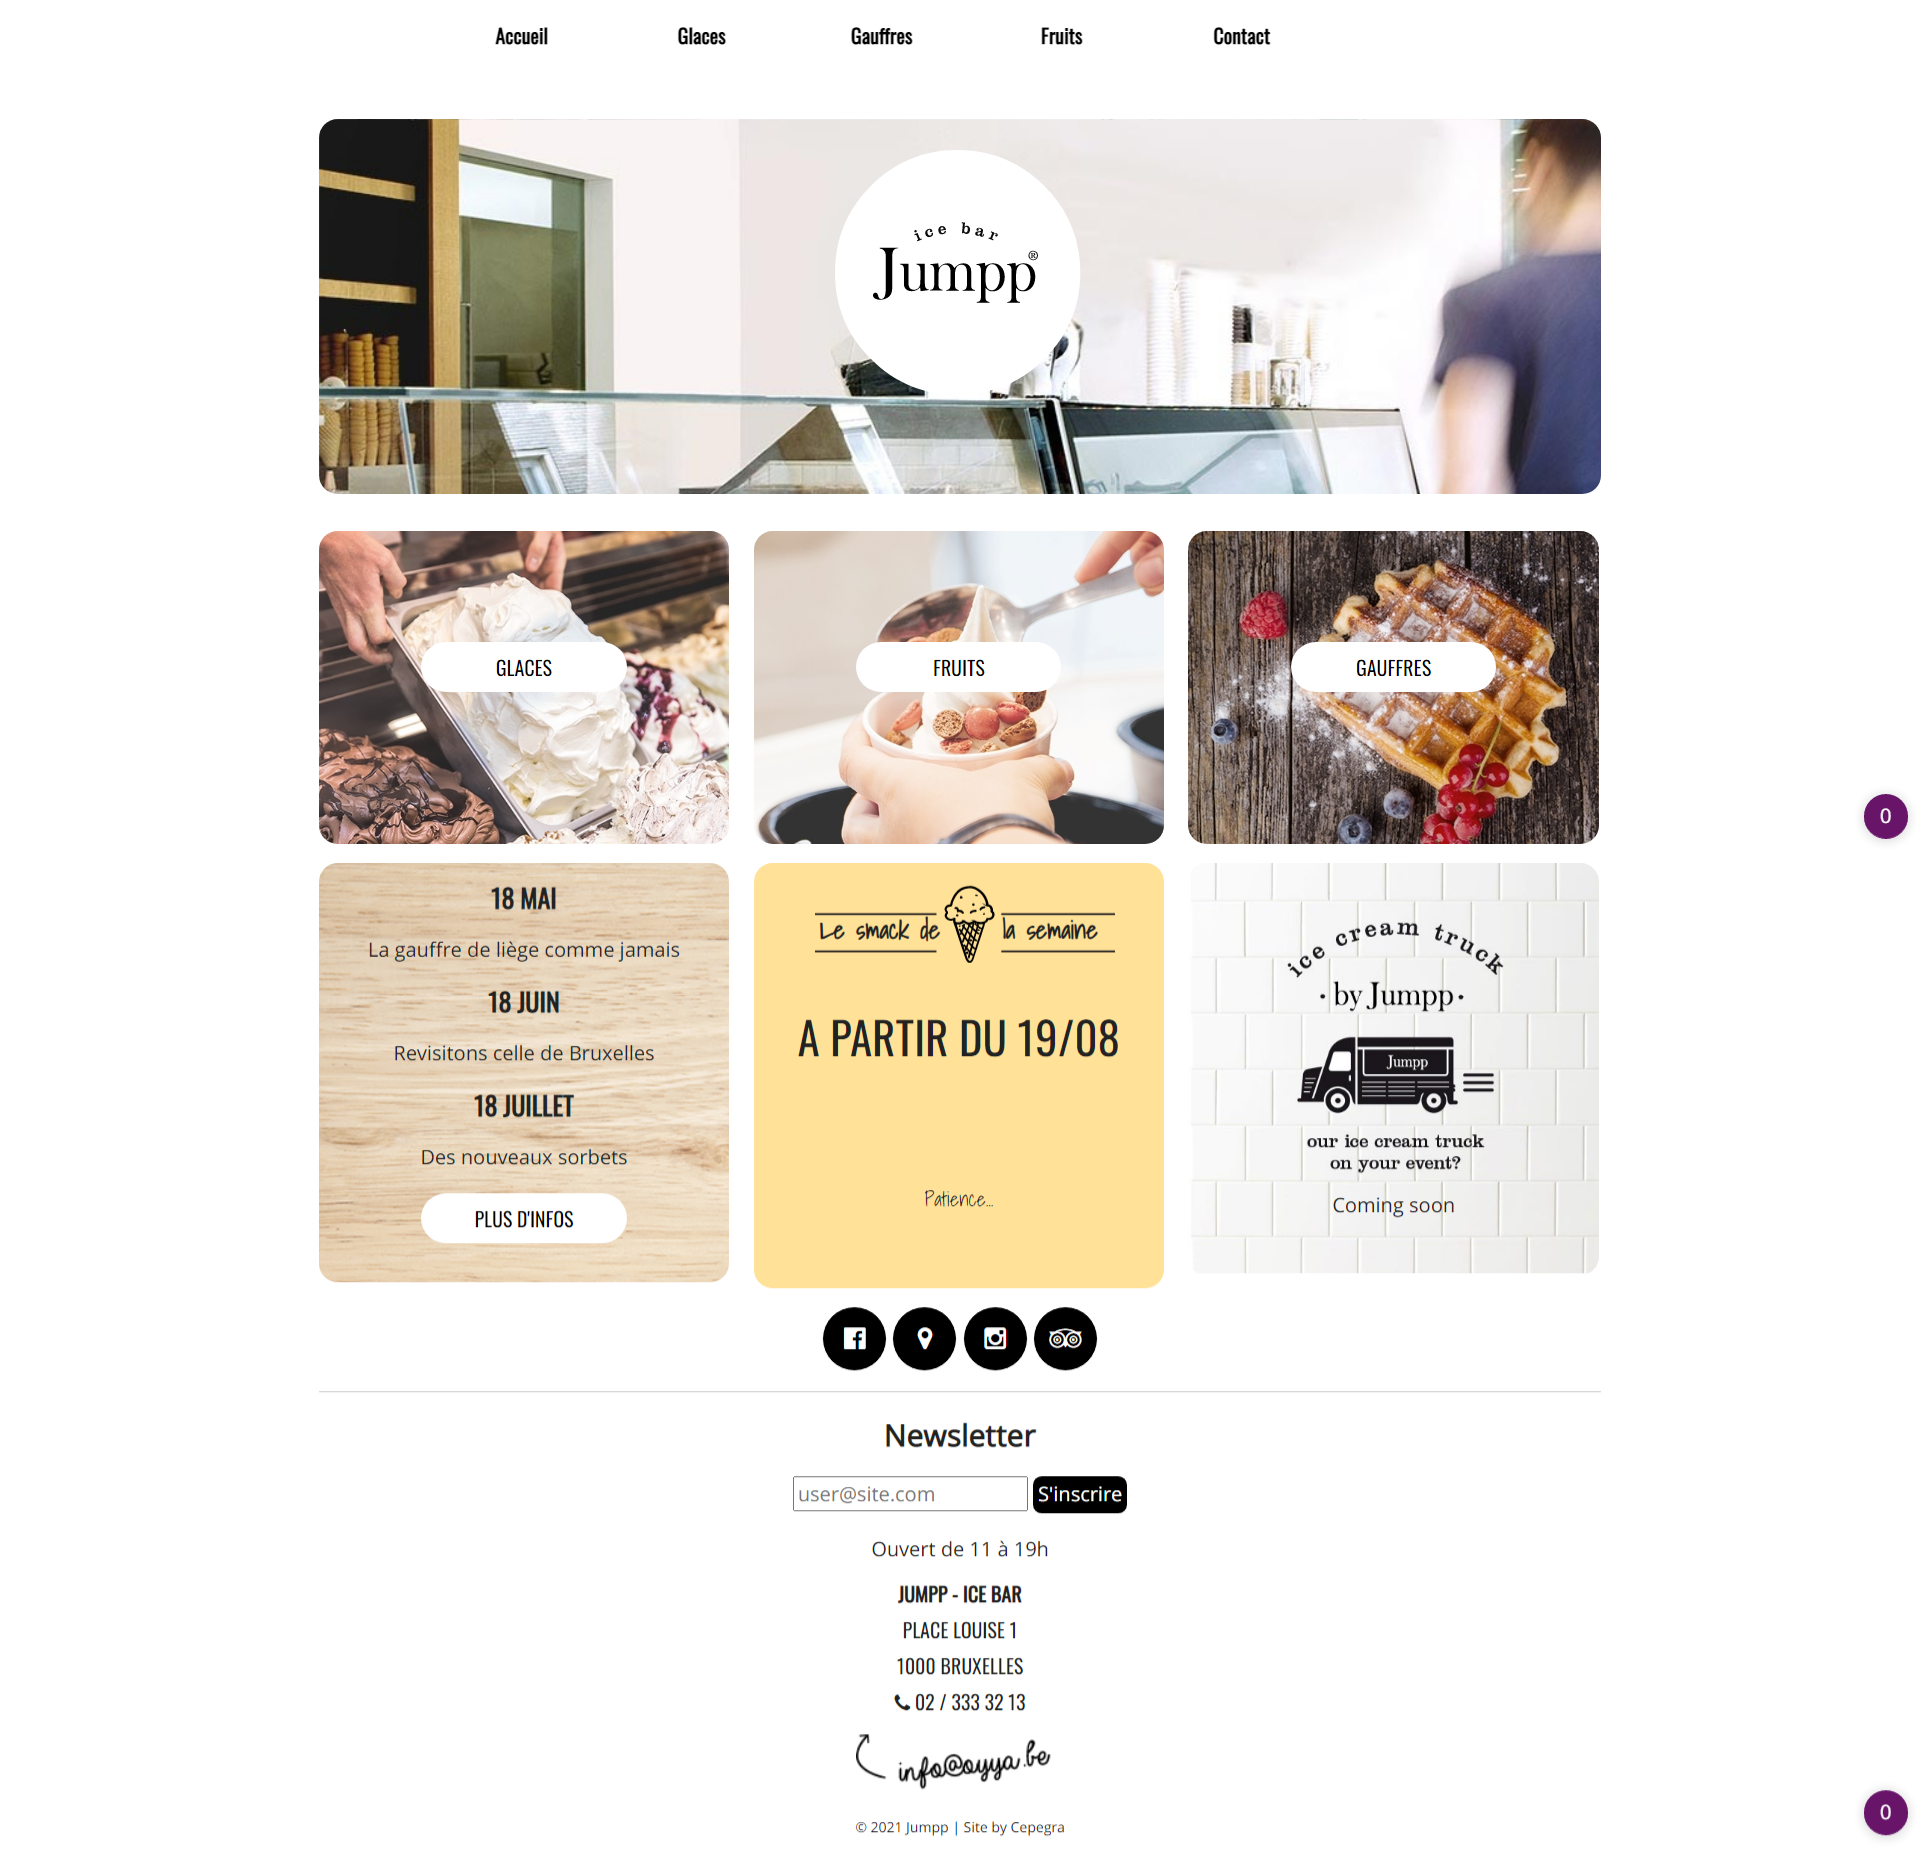 Accueil Glaces Gauffres Fruits Contact
ice bar
Jumpp®
GLACES
FRUITS
GAUFFRES
0
18 MAI
La gauffre de liège comme jamais
18 JUIN
Revisitons celle de Bruxelles
18 JUILLET
Des nouveaux sorbets
PLUS D'INFOS
Le smack de la semaine
A PARTIR DU 19/08
Patience...
ice cream truck
· by Jumpp ·
Jumpp
our ice cream truck
on your event?
Coming soon
Newsletter
user@site.com S'inscrire
Ouvert de 11 à 19h
JUMPP - ICE BAR
PLACE LOUISE 1
1000 BRUXELLES
02 / 333 32 13
info@oyya.be
0
© 2021 Jumpp | Site by Cepegra